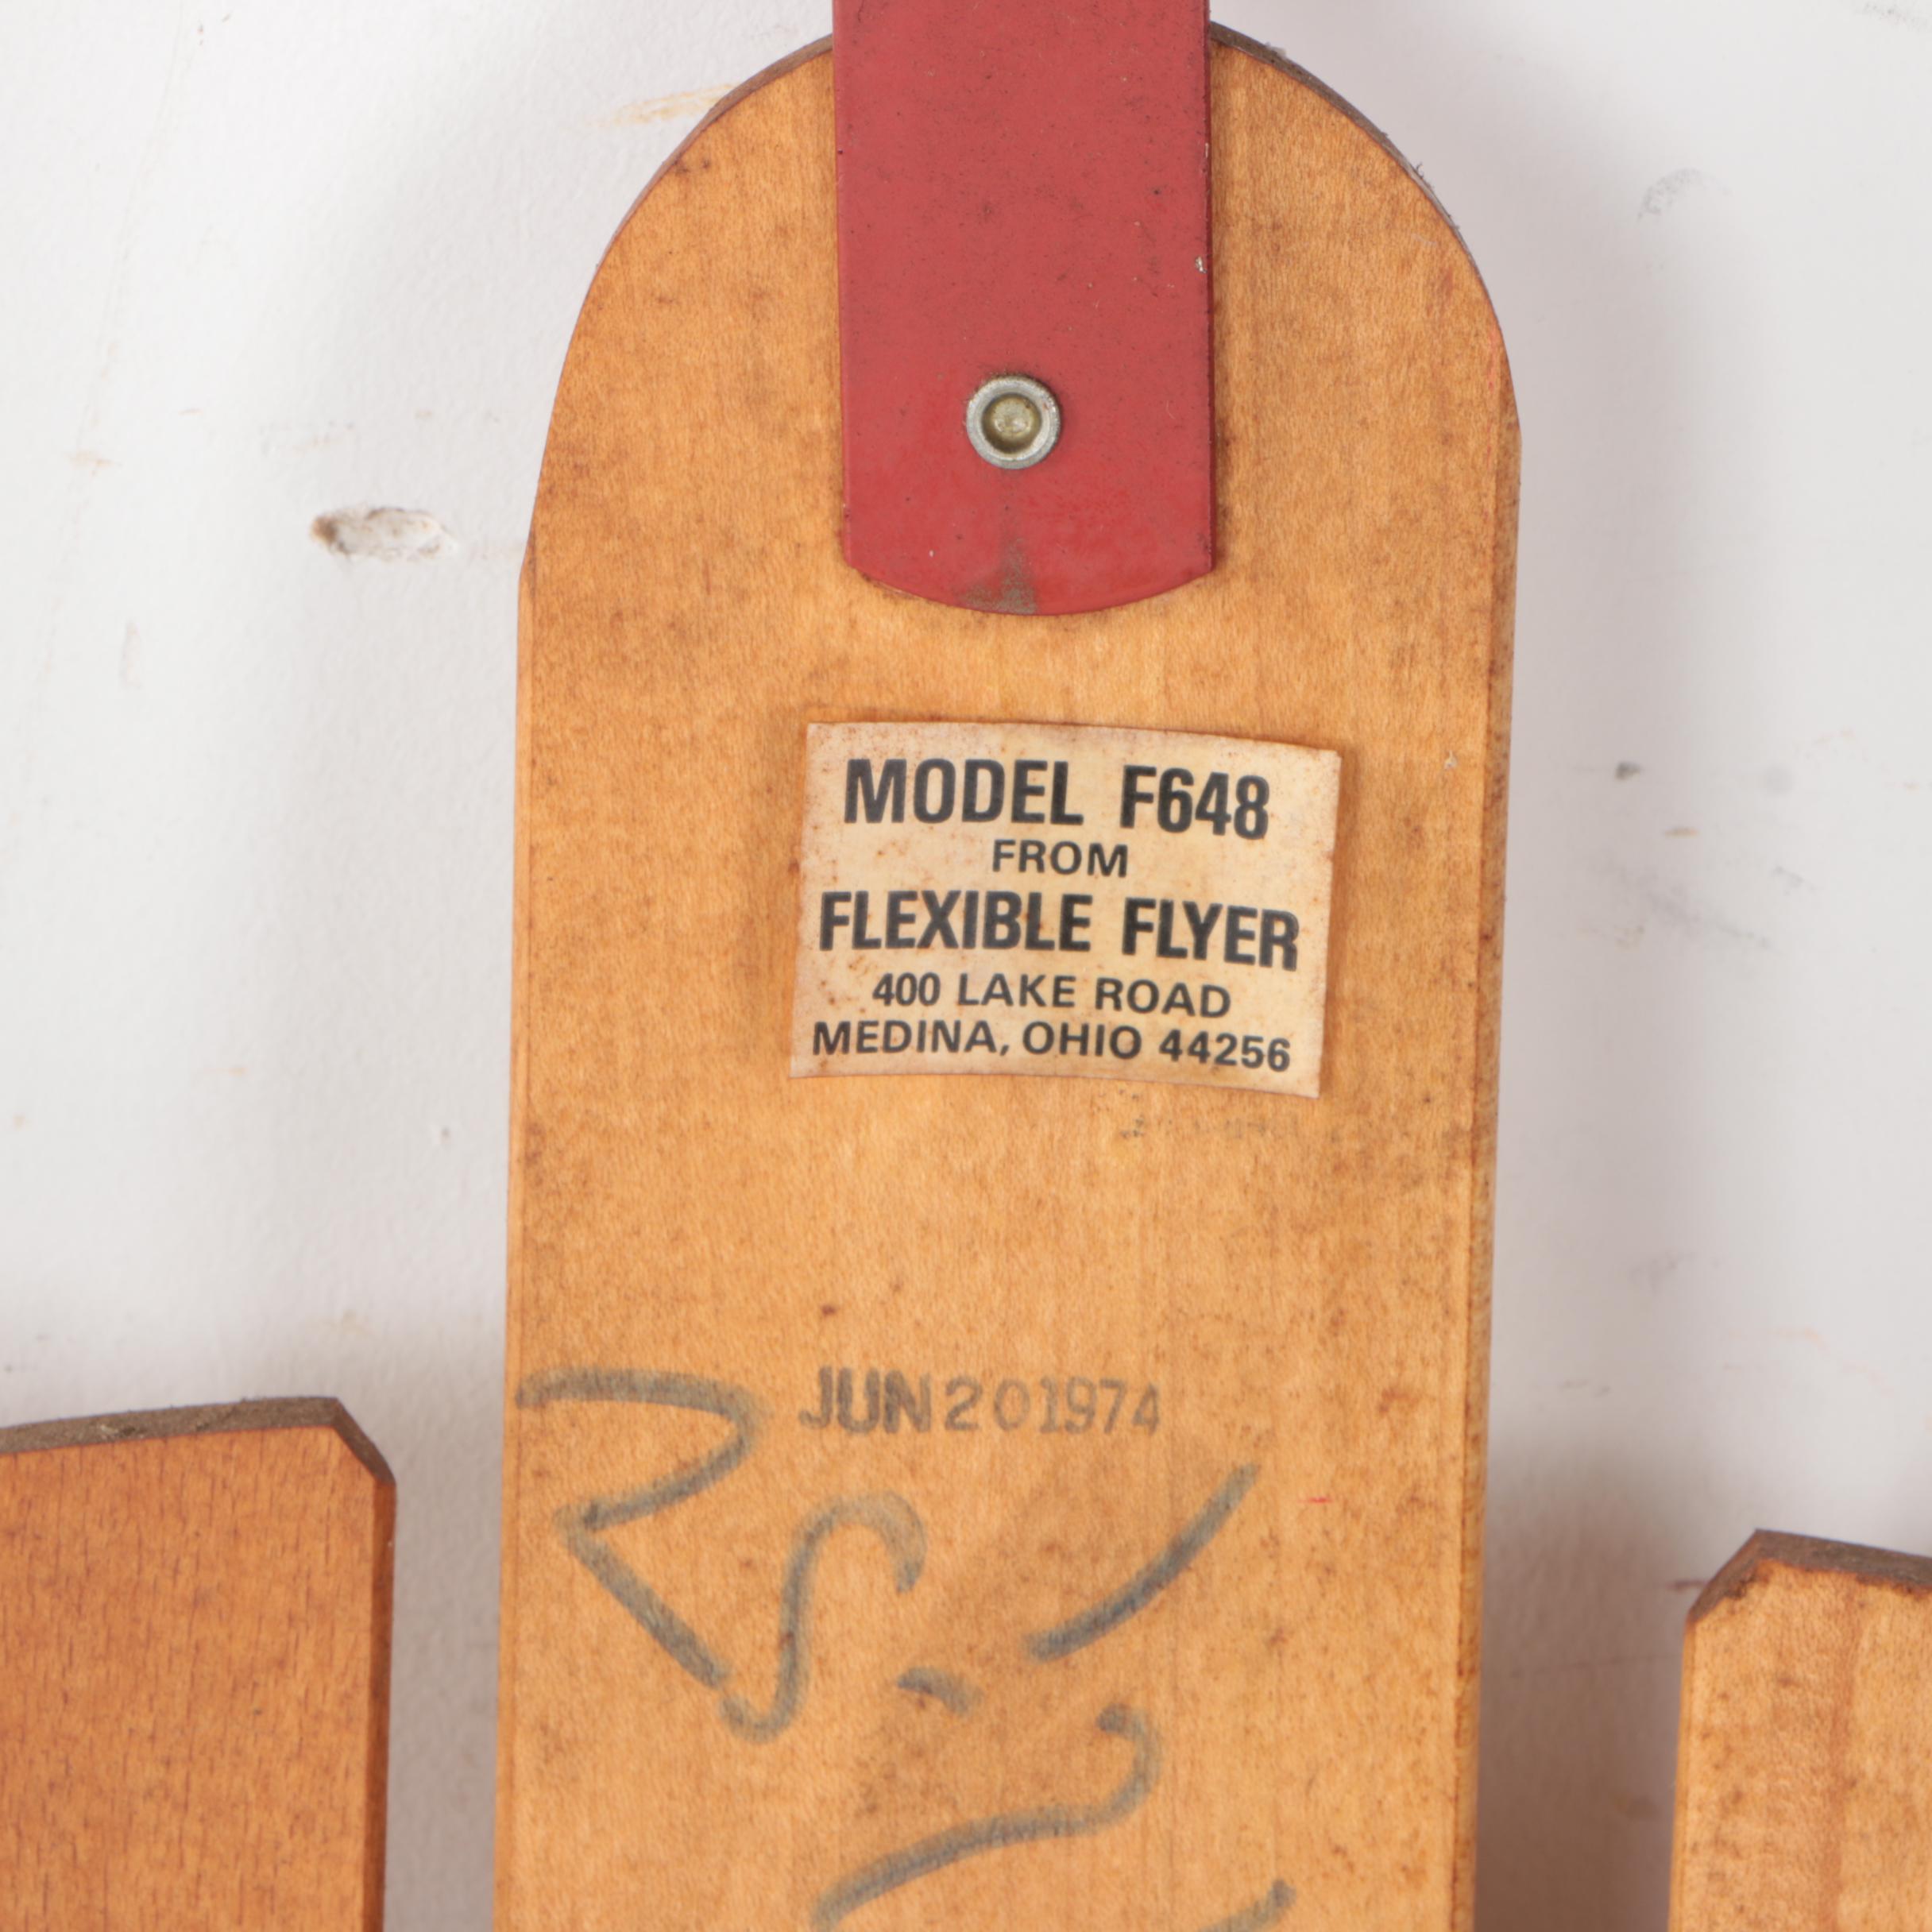 MODEL F648
FROM
FLEXIBLE FLYER
400 LAKE ROAD
MEDINA, OHIO 44256
JUN 20 1974